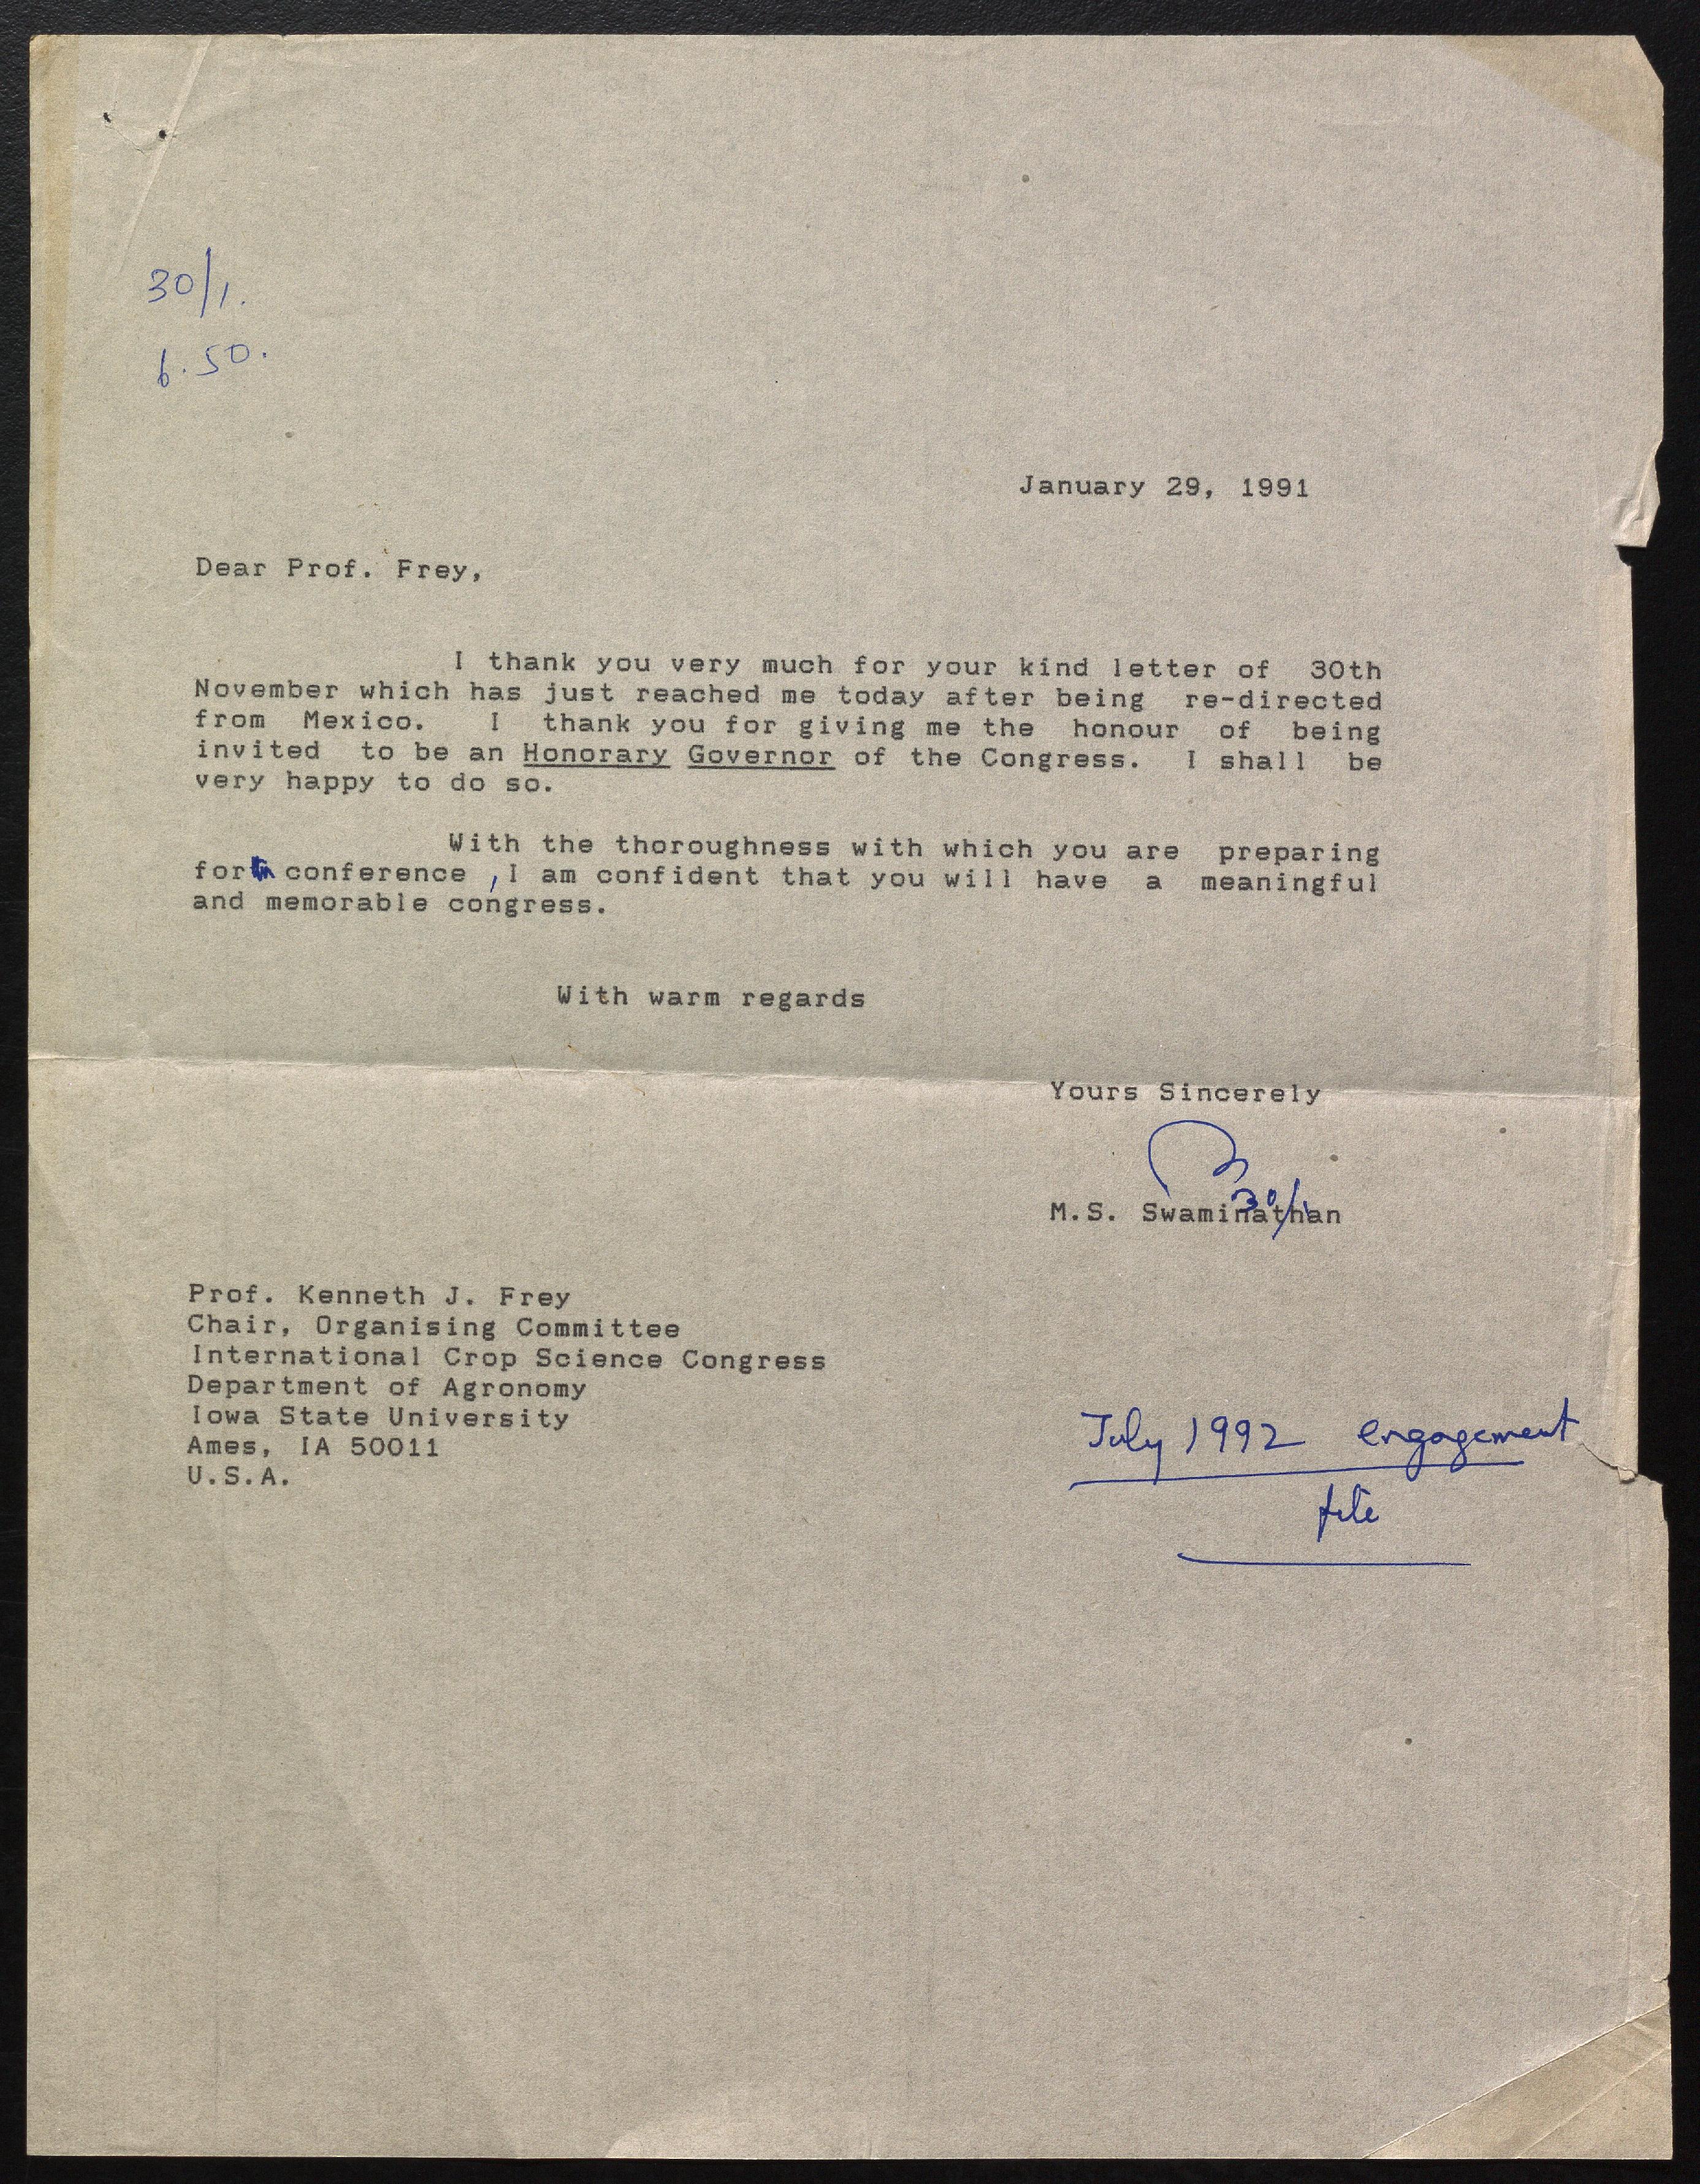 30/1.
6.50.
January 29, 1991
Dear Prof. Frey,
I thank you very much for your kind letter of 30th
November which has just reached me today after being re-directed
from Mexico. I thank you for giving me the honour of being
invited to be an Honorary Governor of the Congress. I shall be
very happy to do so.
With the thoroughness with which you are preparing
for conference , I am confident that you will have a meaningful
and memorable congress.
With warm regards
Yours Sincerely
30/1
M.S. Swaminathan
Prof. Kenneth J. Frey
Chair, Organising Committee
International Crop Science Congress
Department of Agronomy
Iowa State University
Ames, IA 50011
U.S.A.
July 1992 engagement
file